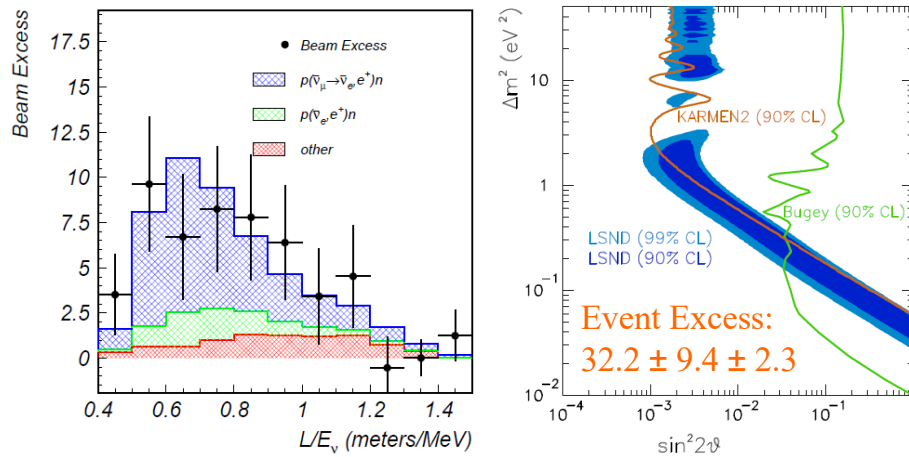 Beam Excess
17.5
15
12.5
10
7.5
5
2.5
0
Beam Excess
p(ν̄μ→ν̄e,e⁺)n
p(ν̄e,e⁺)n
other
0.4 0.6 0.8 1 1.2 1.4
L/Eν (meters/MeV)
Δm² (eV²)
10
1
10⁻¹
10⁻²
KARMEN2 (90% CL)
Bugey (90% CL)
LSND (99% CL)
LSND (90% CL)
Event Excess:
32.2 ± 9.4 ± 2.3
10⁻⁴ 10⁻³ 10⁻² 10⁻¹
sin²2ϑ